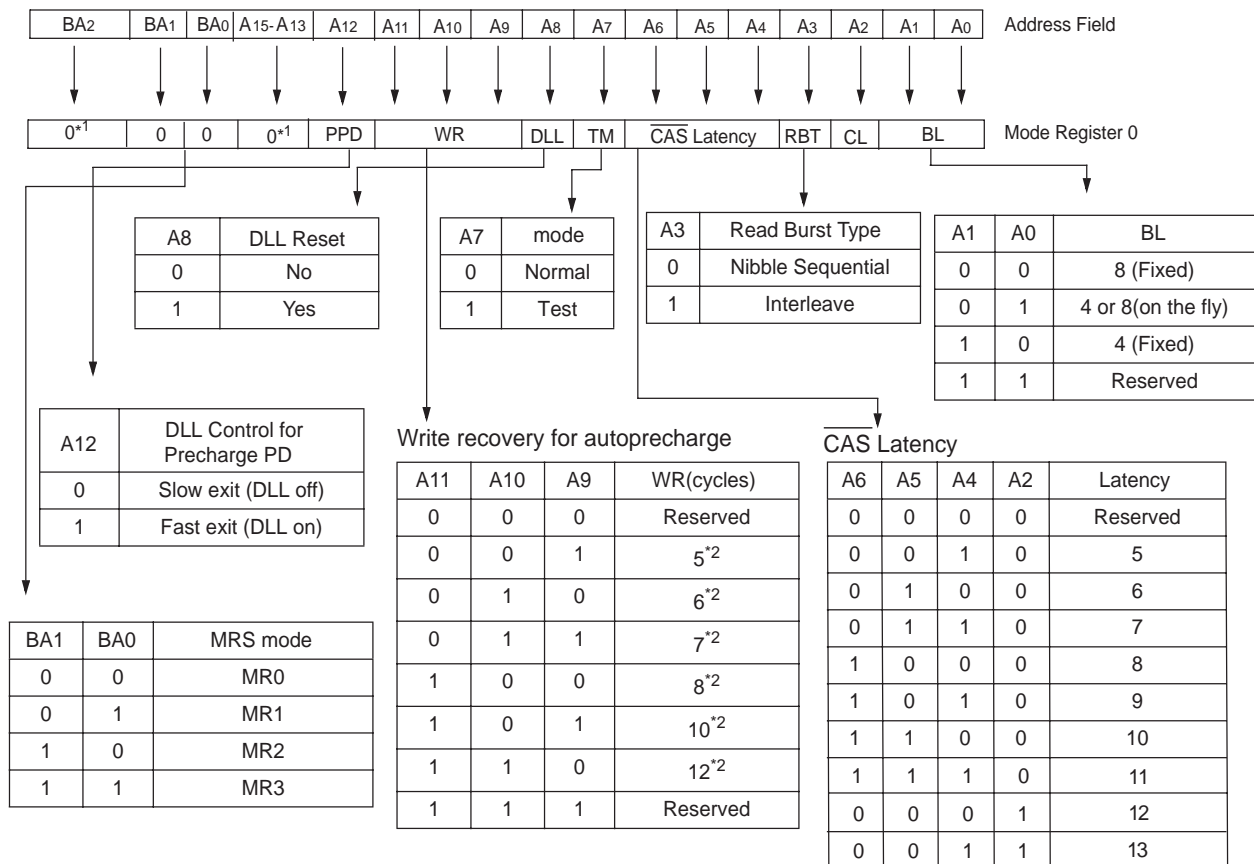 BA2 BA1 BA0 A15-A13 A12 A11 A10 A9 A8 A7 A6 A5 A4 A3 A2 A1 A0 Address Field
0*1 0 0 0*1 PPD WR DLL TM CAS Latency RBT CL BL Mode Register 0
A8 DLL Reset
0 No
1 Yes
A7 mode
0 Normal
1 Test
A3 Read Burst Type
0 Nibble Sequential
1 Interleave
A1 A0 BL
0 0 8 (Fixed)
0 1 4 or 8(on the fly)
1 0 4 (Fixed)
1 1 Reserved
A12 DLL Control for
Precharge PD
0 Slow exit (DLL off)
1 Fast exit (DLL on)
Write recovery for autoprecharge
A11 A10 A9 WR(cycles)
0 0 0 Reserved
0 0 1 5*2
0 1 0 6*2
0 1 1 7*2
1 0 0 8*2
1 0 1 10*2
1 1 0 12*2
1 1 1 Reserved
CAS Latency
A6 A5 A4 A2 Latency
0 0 0 0 Reserved
0 0 1 0 5
0 1 0 0 6
0 1 1 0 7
1 0 0 0 8
1 0 1 0 9
1 1 0 0 10
1 1 1 0 11
0 0 0 1 12
0 0 1 1 13
BA1 BA0 MRS mode
0 0 MR0
0 1 MR1
1 0 MR2
1 1 MR3